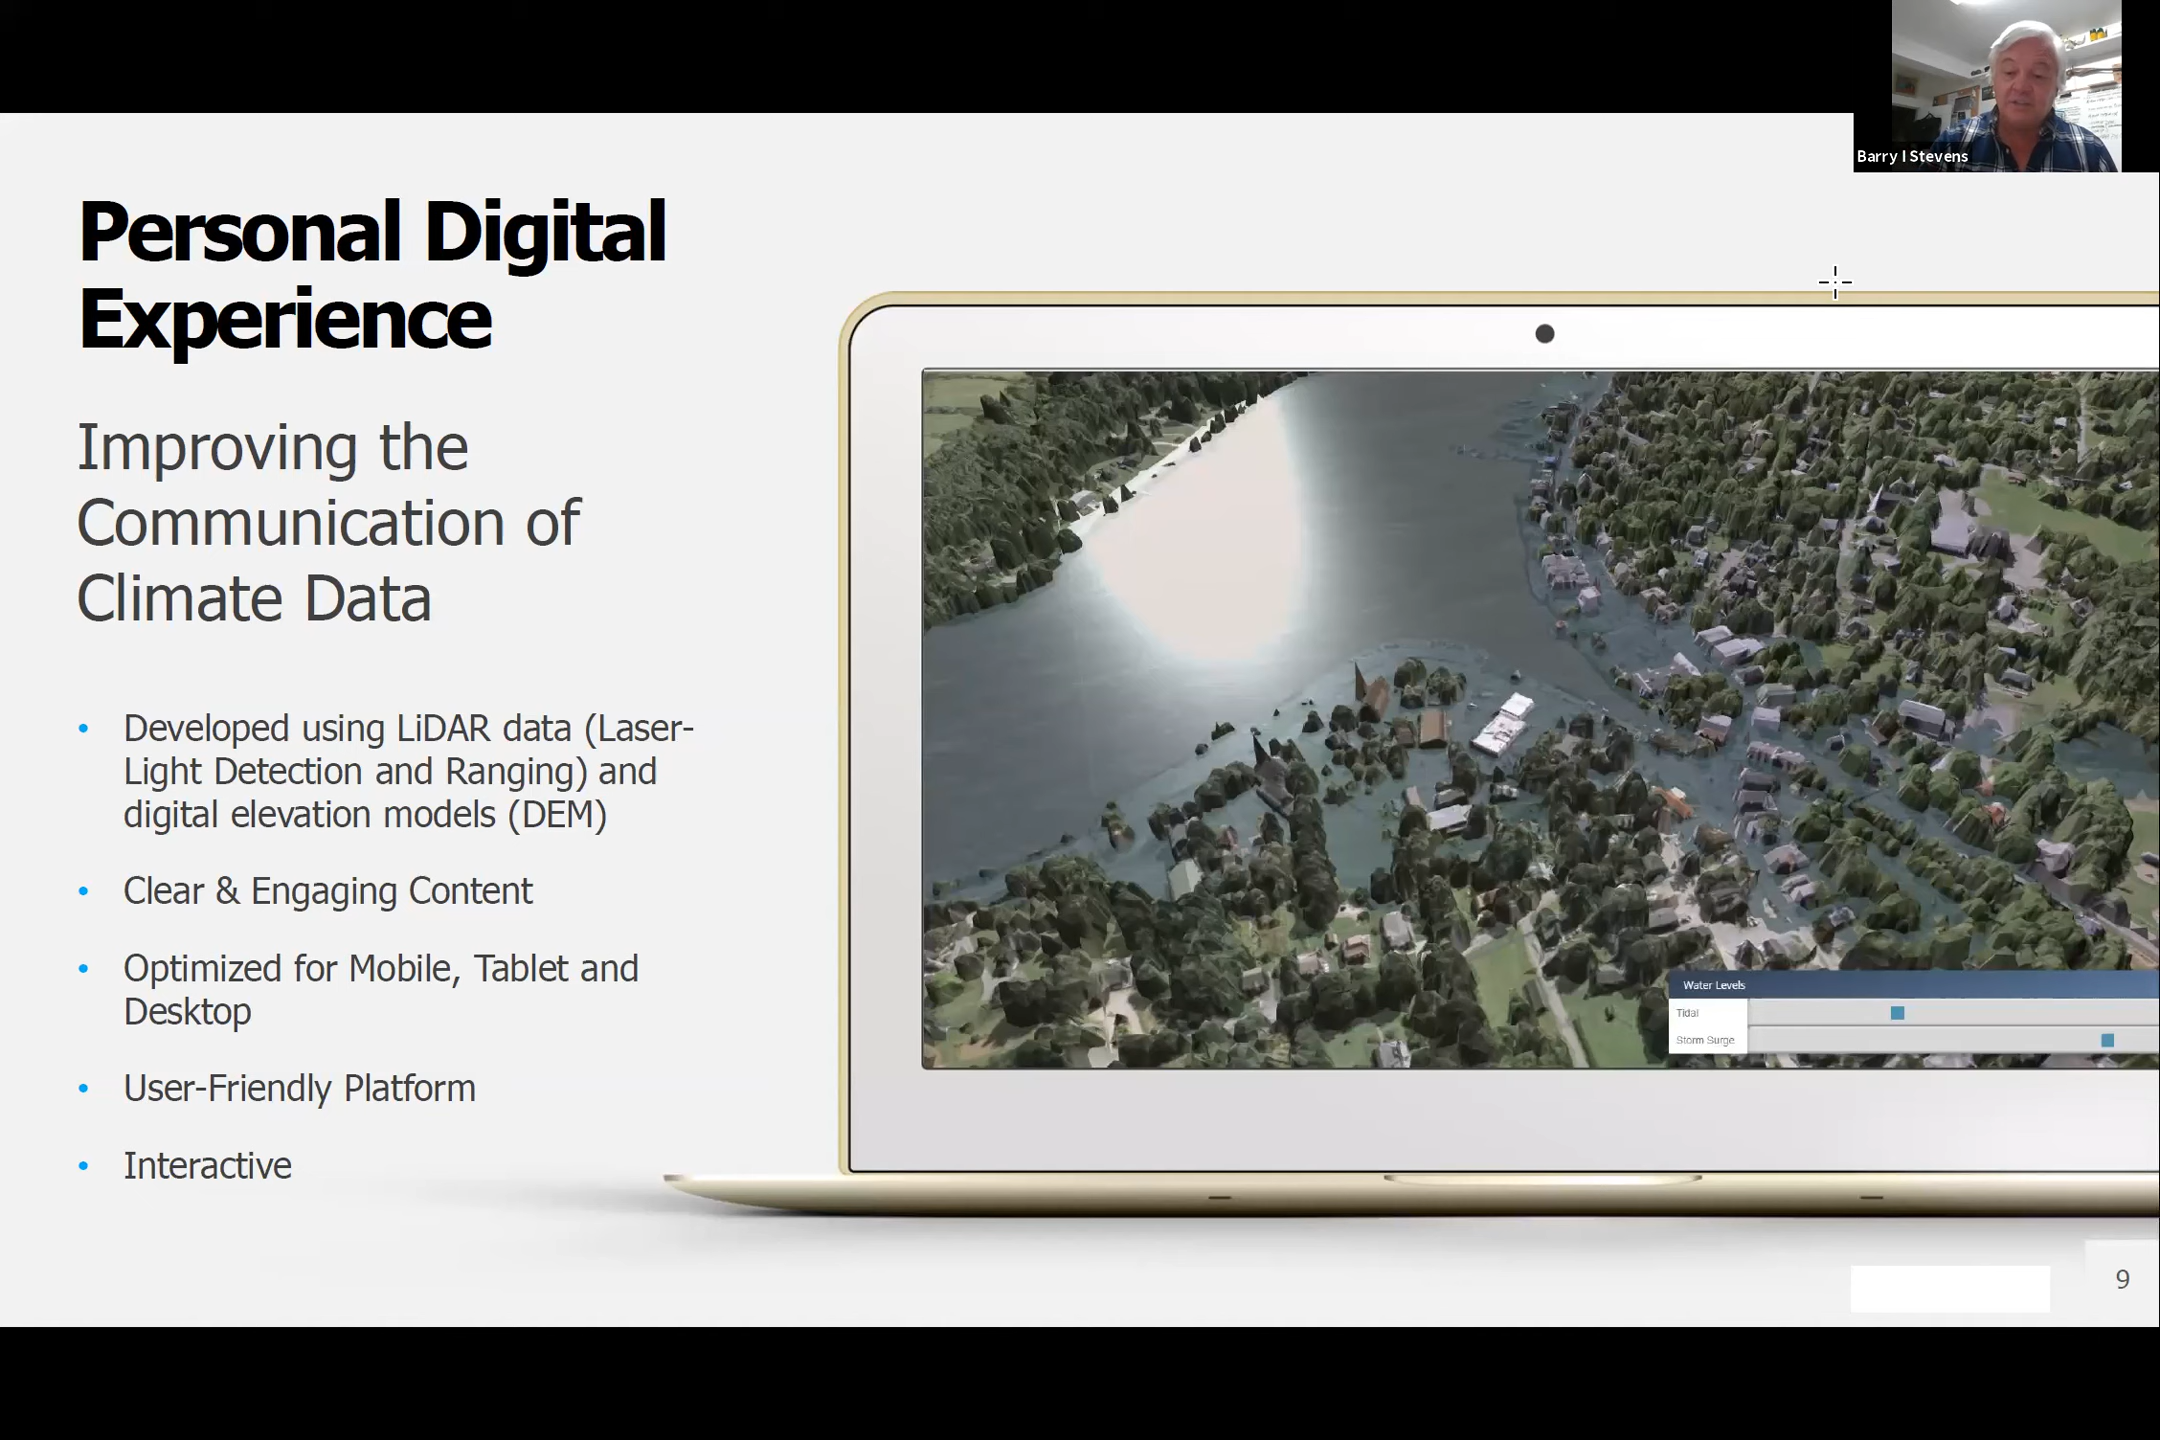 Barry I Stevens
Personal Digital
Experience
Improving the
Communication of
Climate Data
• Developed using LiDAR data (Laser-
Light Detection and Ranging) and
digital elevation models (DEM)
• Clear & Engaging Content
• Optimized for Mobile, Tablet and
Desktop
• User-Friendly Platform
• Interactive
Water Levels
Tidal
Storm Surge
9